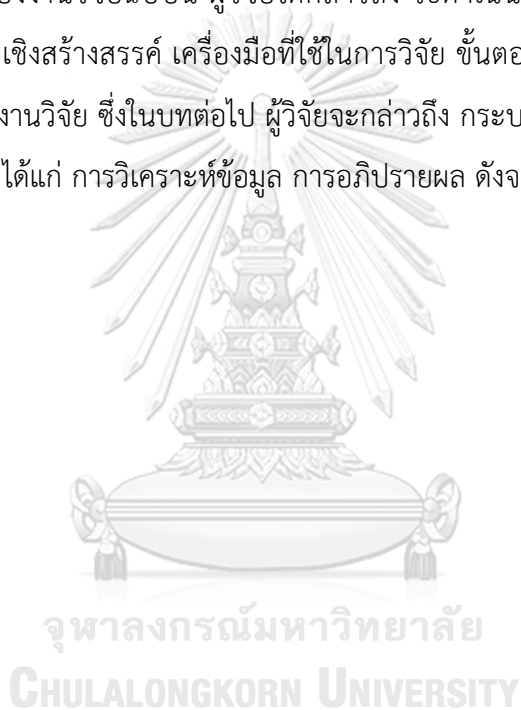 เชิงสร้างสรรค์ เครื่องมือที่ใช้ในการวิจัย ขั้นตอ
งานวิจัย ซึ่งในบทต่อไป ผู้วิจัยจะกล่าวถึง กระบ
ได้แก่ การวิเคราะห์ข้อมูล การอภิปรายผล ดังจ
จุฬาลงกรณ์มหาวิทยาลัย
CHULALONGKORN UNIVERSITY